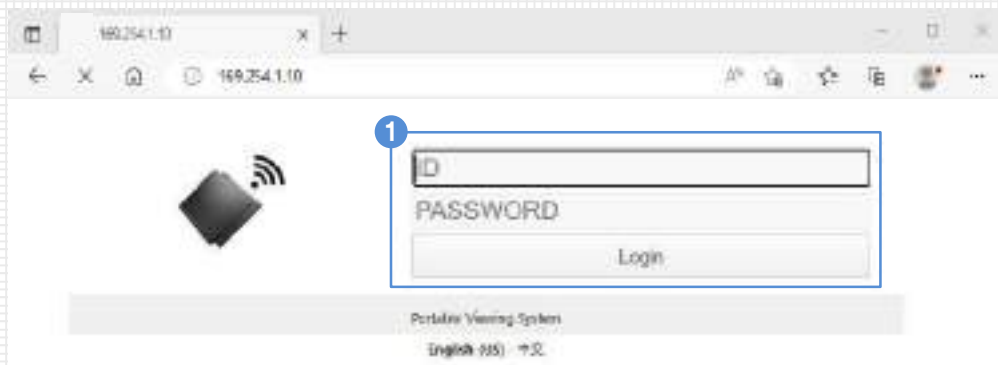 169.254.1.10
169.254.1.10
1
ID
PASSWORD
Login
Portable Viewing System
English (US) 中文